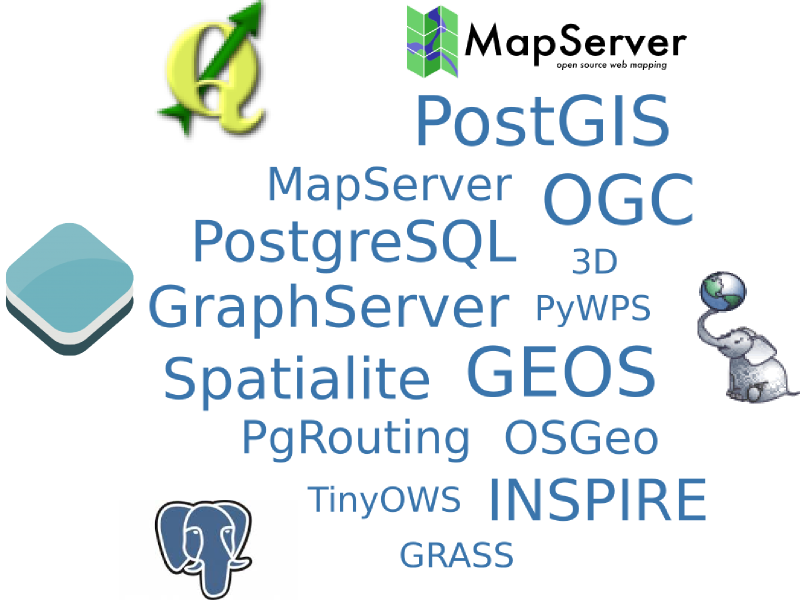 MapServer
open source web mapping
PostGIS
MapServer
OGC
PostgreSQL
3D
GraphServer
PyWPS
Spatialite
GEOS
PgRouting
OSGeo
TinyOWS
INSPIRE
GRASS